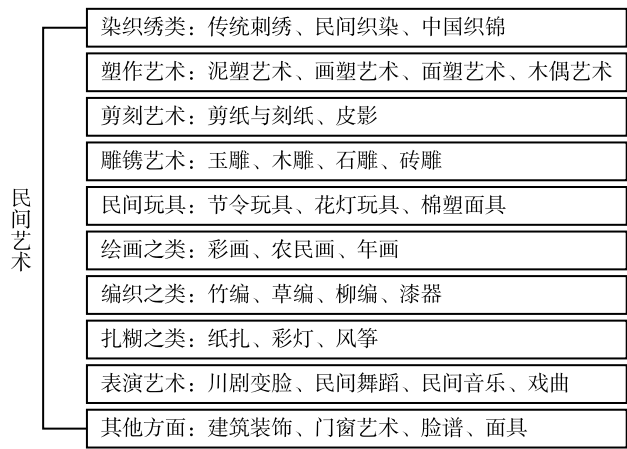 民间艺术
染织绣类：传统刺绣、民间织染、中国织锦
塑作艺术：泥塑艺术、画塑艺术、面塑艺术、木偶艺术
剪刻艺术：剪纸与刻纸、皮影
雕镌艺术：玉雕、木雕、石雕、砖雕
民间玩具：节令玩具、花灯玩具、棉塑面具
绘画之类：彩画、农民画、年画
编织之类：竹编、草编、柳编、漆器
扎糊之类：纸扎、彩灯、风筝
表演艺术：川剧变脸、民间舞蹈、民间音乐、戏曲
其他方面：建筑装饰、门窗艺术、脸谱、面具